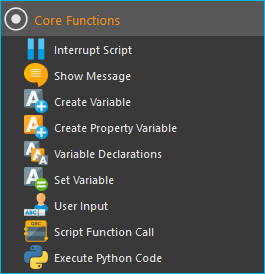 Core Functions
Interrupt Script
Show Message
Create Variable
Create Property Variable
Variable Declarations
Set Variable
User Input
Script Function Call
Execute Python Code